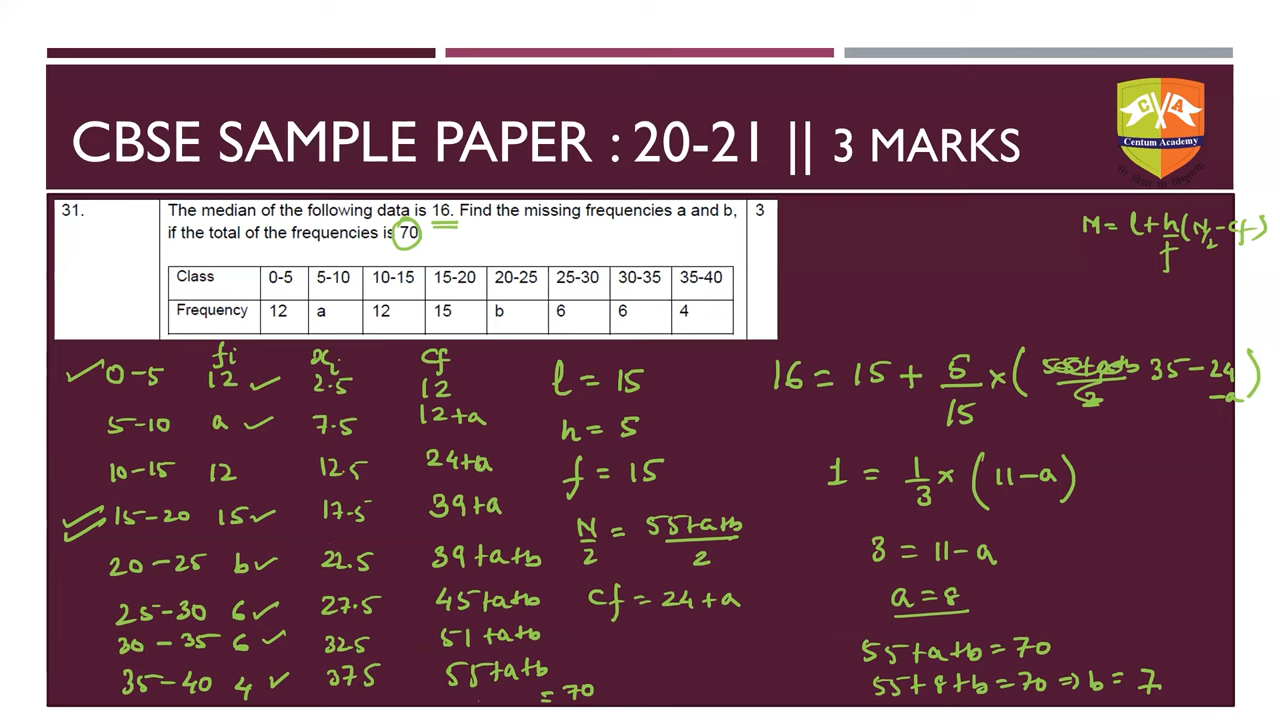 CBSE SAMPLE PAPER : 20-21 || 3 MARKS
C A
Centum Academy
31.
The median of the following data is 16. Find the missing frequencies a and b,
if the total of the frequencies is 70
3
Class 0-5 5-10 10-15 15-20 20-25 25-30 30-35 35-40
Frequency 12 a 12 15 b 6 6 4
M = l + h/f (N/2 - cf)
fi xi cf
0-5 12 2.5 12
5-10 a 7.5 12+a
10-15 12 12.5 24+a
15-20 15 17.5 39+a
20-25 b 22.5 39+a+b
25-30 6 27.5 45+a+b
30-35 6 32.5 51+a+b
35-40 4 37.5 55+a+b
= 70
l = 15
h = 5
f = 15
N/2 = 55+a+b/2
cf = 24+a
16 = 15 + 5/15 × ( 35-24
-a )
1 = 1/3 × (11-a)
3 = 11-a
a = 8
55+a+b = 70
55+8+b = 70 ⇒ b = 7